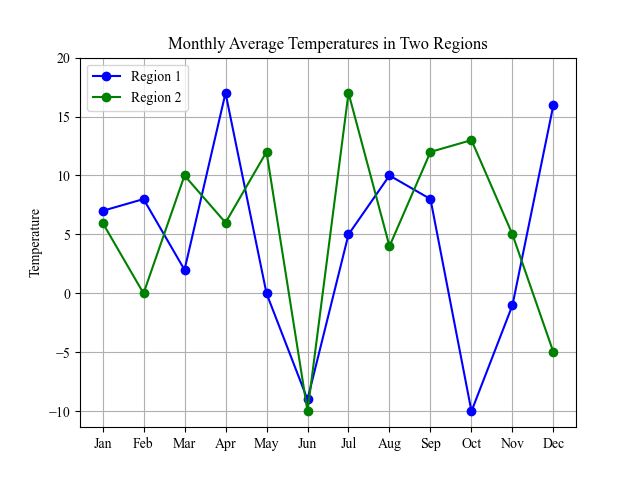 Monthly Average Temperatures in Two Regions
Region 1
Region 2
Temperature
20
15
10
5
0
−5
−10
Jan Feb Mar Apr May Jun Jul Aug Sep Oct Nov Dec